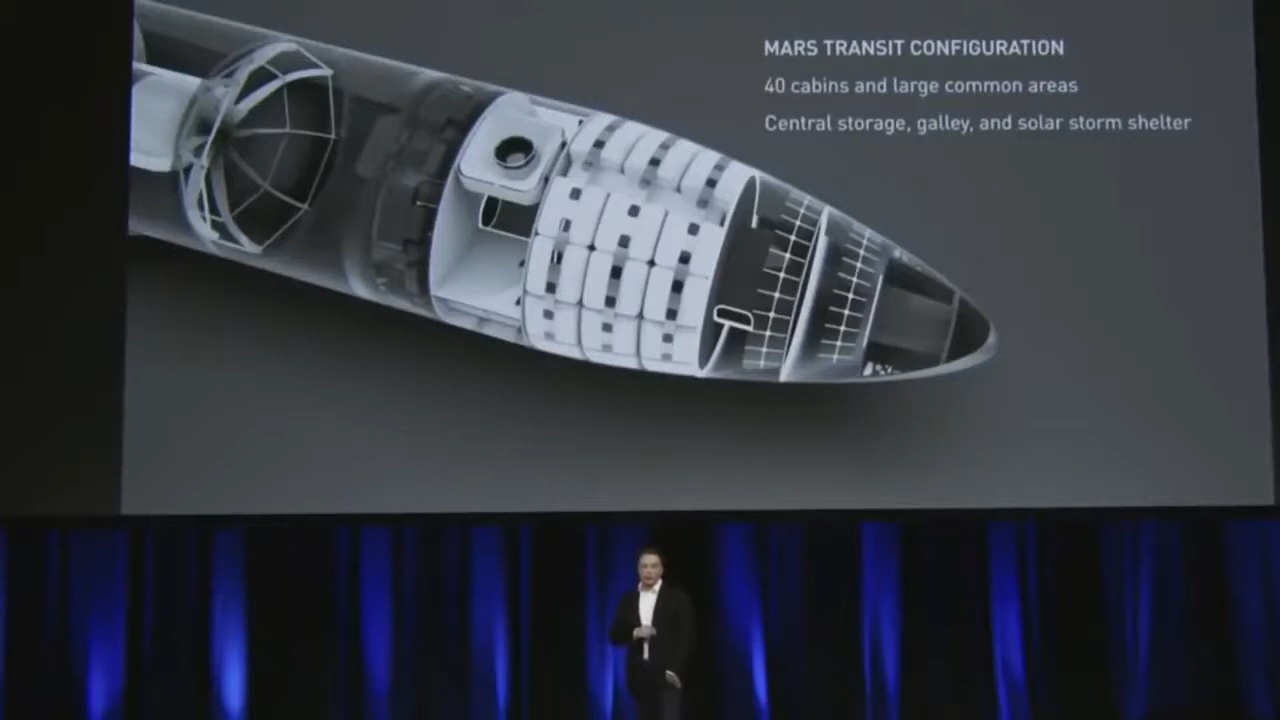 MARS TRANSIT CONFIGURATION
40 cabins and large common areas
Central storage, galley, and solar storm shelter